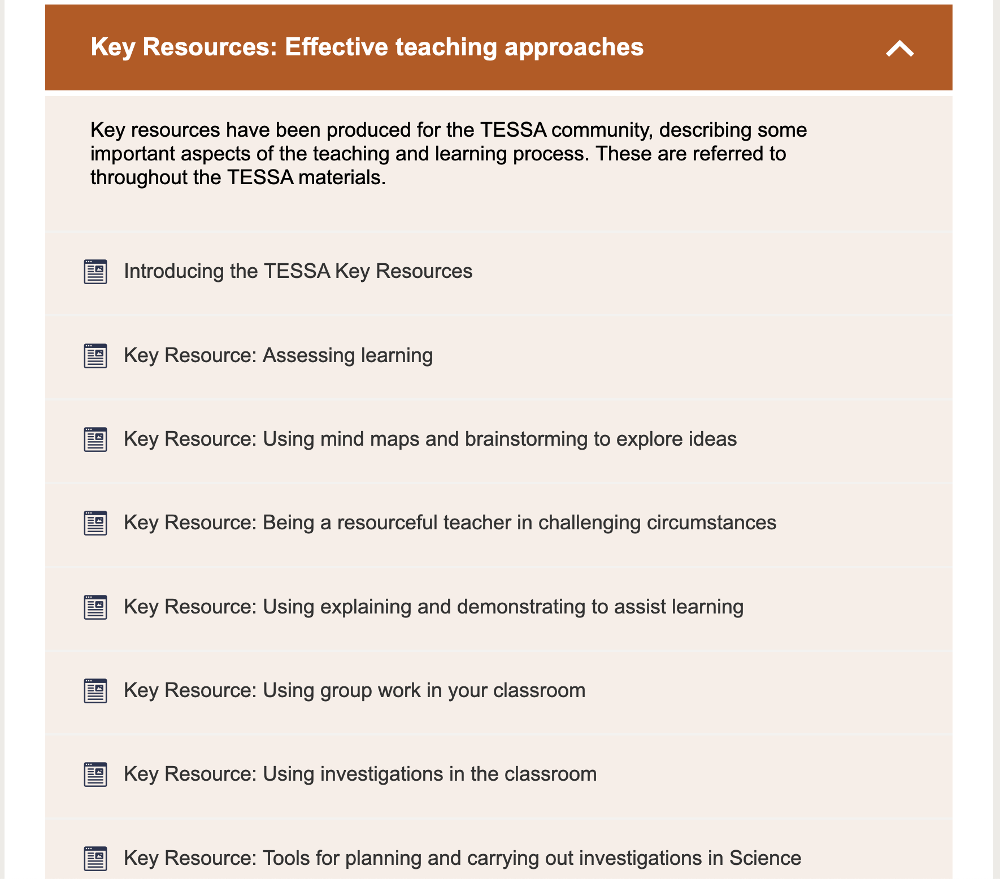 Key Resources: Effective teaching approaches
Key resources have been produced for the TESSA community, describing some
important aspects of the teaching and learning process. These are referred to
throughout the TESSA materials.
Introducing the TESSA Key Resources
Key Resource: Assessing learning
Key Resource: Using mind maps and brainstorming to explore ideas
Key Resource: Being a resourceful teacher in challenging circumstances
Key Resource: Using explaining and demonstrating to assist learning
Key Resource: Using group work in your classroom
Key Resource: Using investigations in the classroom
Key Resource: Tools for planning and carrying out investigations in Science